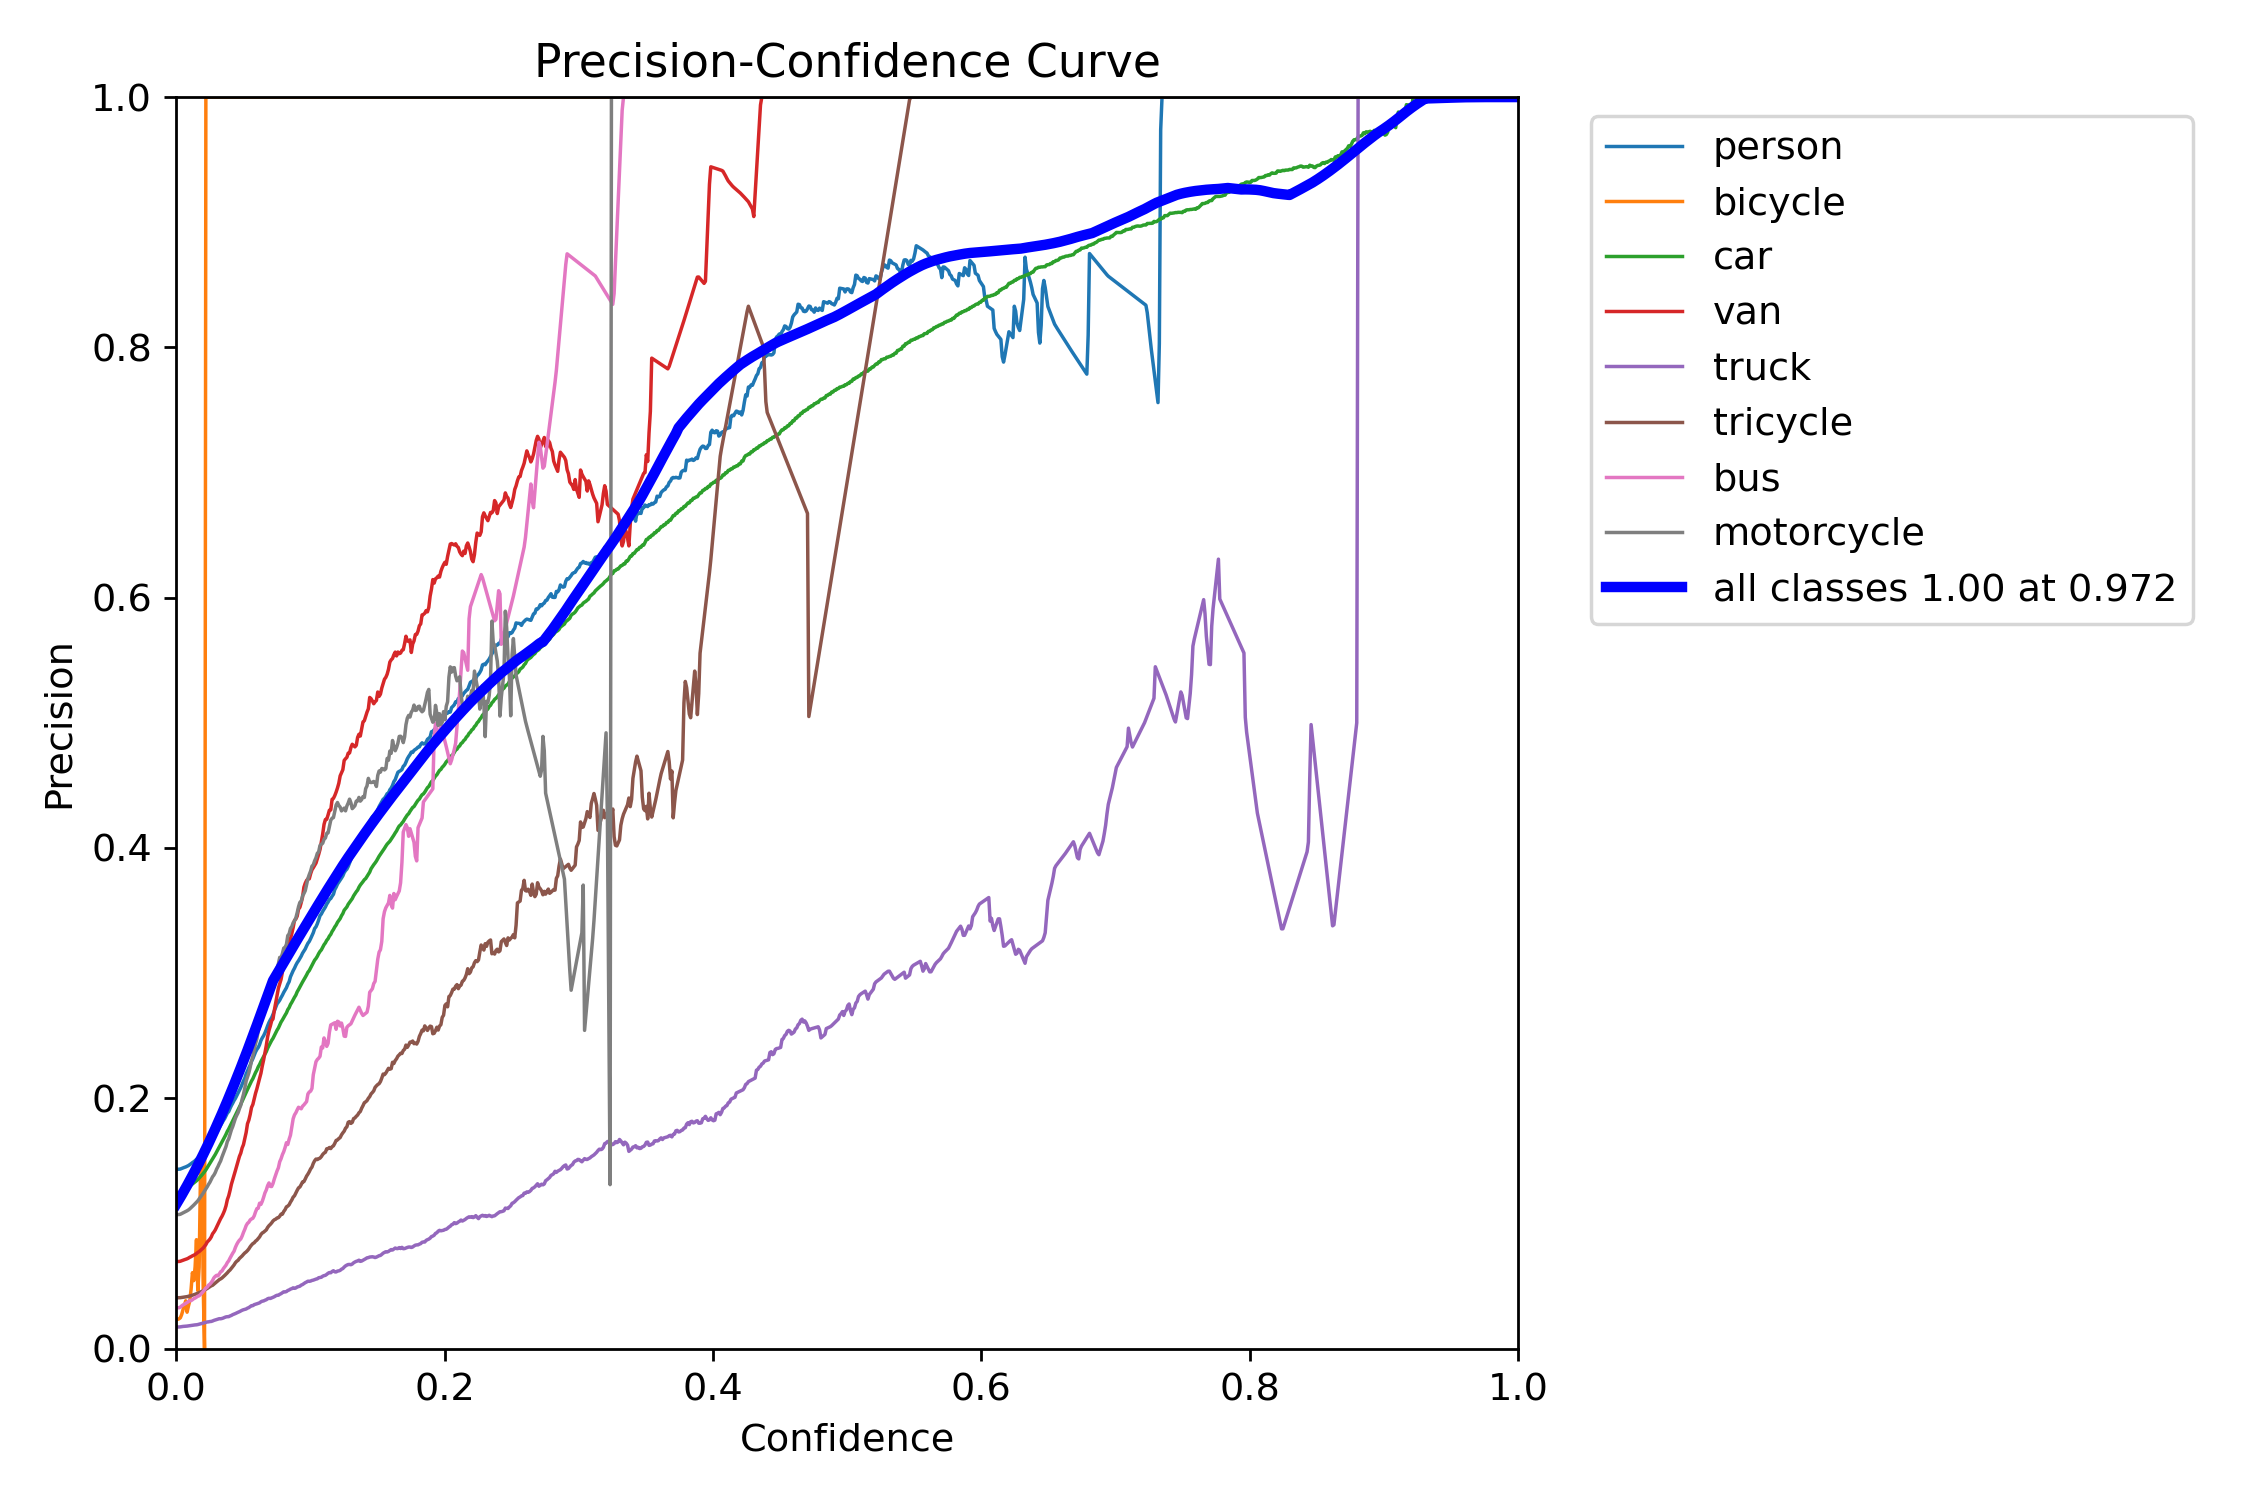 Precision-Confidence Curve
1.0
0.8
0.6
0.4
0.2
0.0
Precision
0.0 0.2 0.4 0.6 0.8 1.0
Confidence
person
bicycle
car
van
truck
tricycle
bus
motorcycle
all classes 1.00 at 0.972